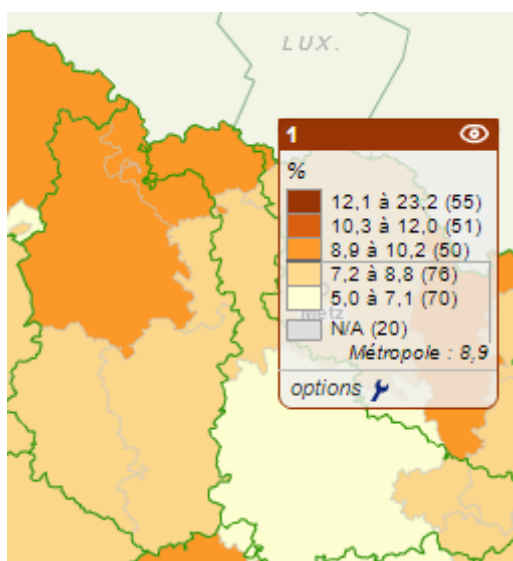 LUX.
1
%
12,1 à 23,2 (55)
10,3 à 12,0 (51)
8,9 à 10,2 (50)
7,2 à 8,8 (76)
5,0 à 7,1 (70)
Metz
N/A (20)
Métropole : 8,9
options